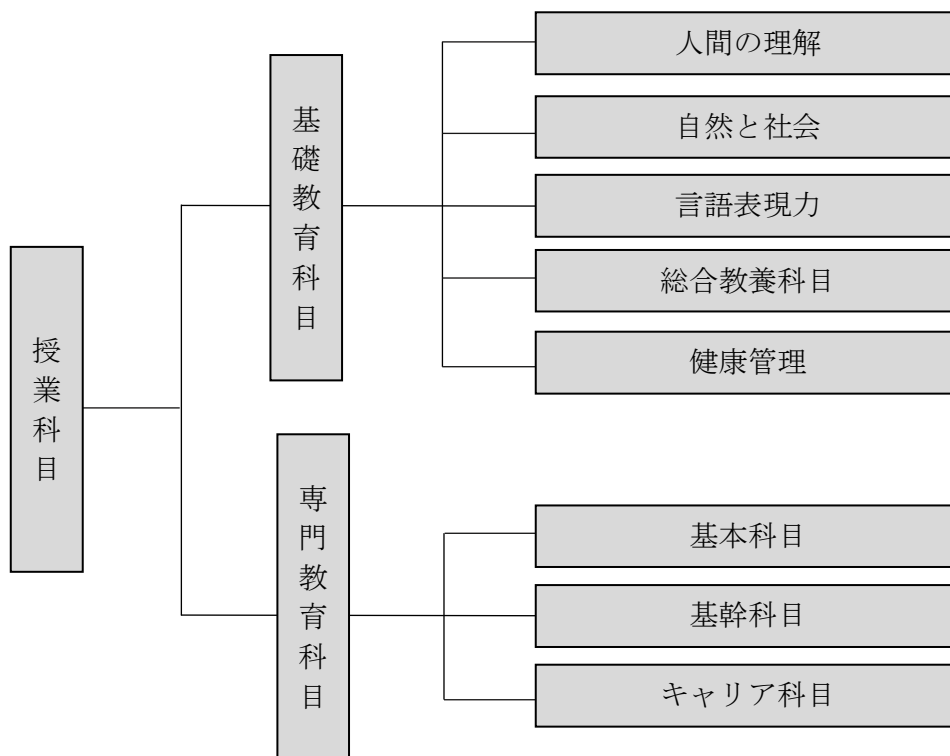 授業科目
基礎教育科目
人間の理解
自然と社会
言語表現力
総合教養科目
健康管理
専門教育科目
基本科目
基幹科目
キャリア科目